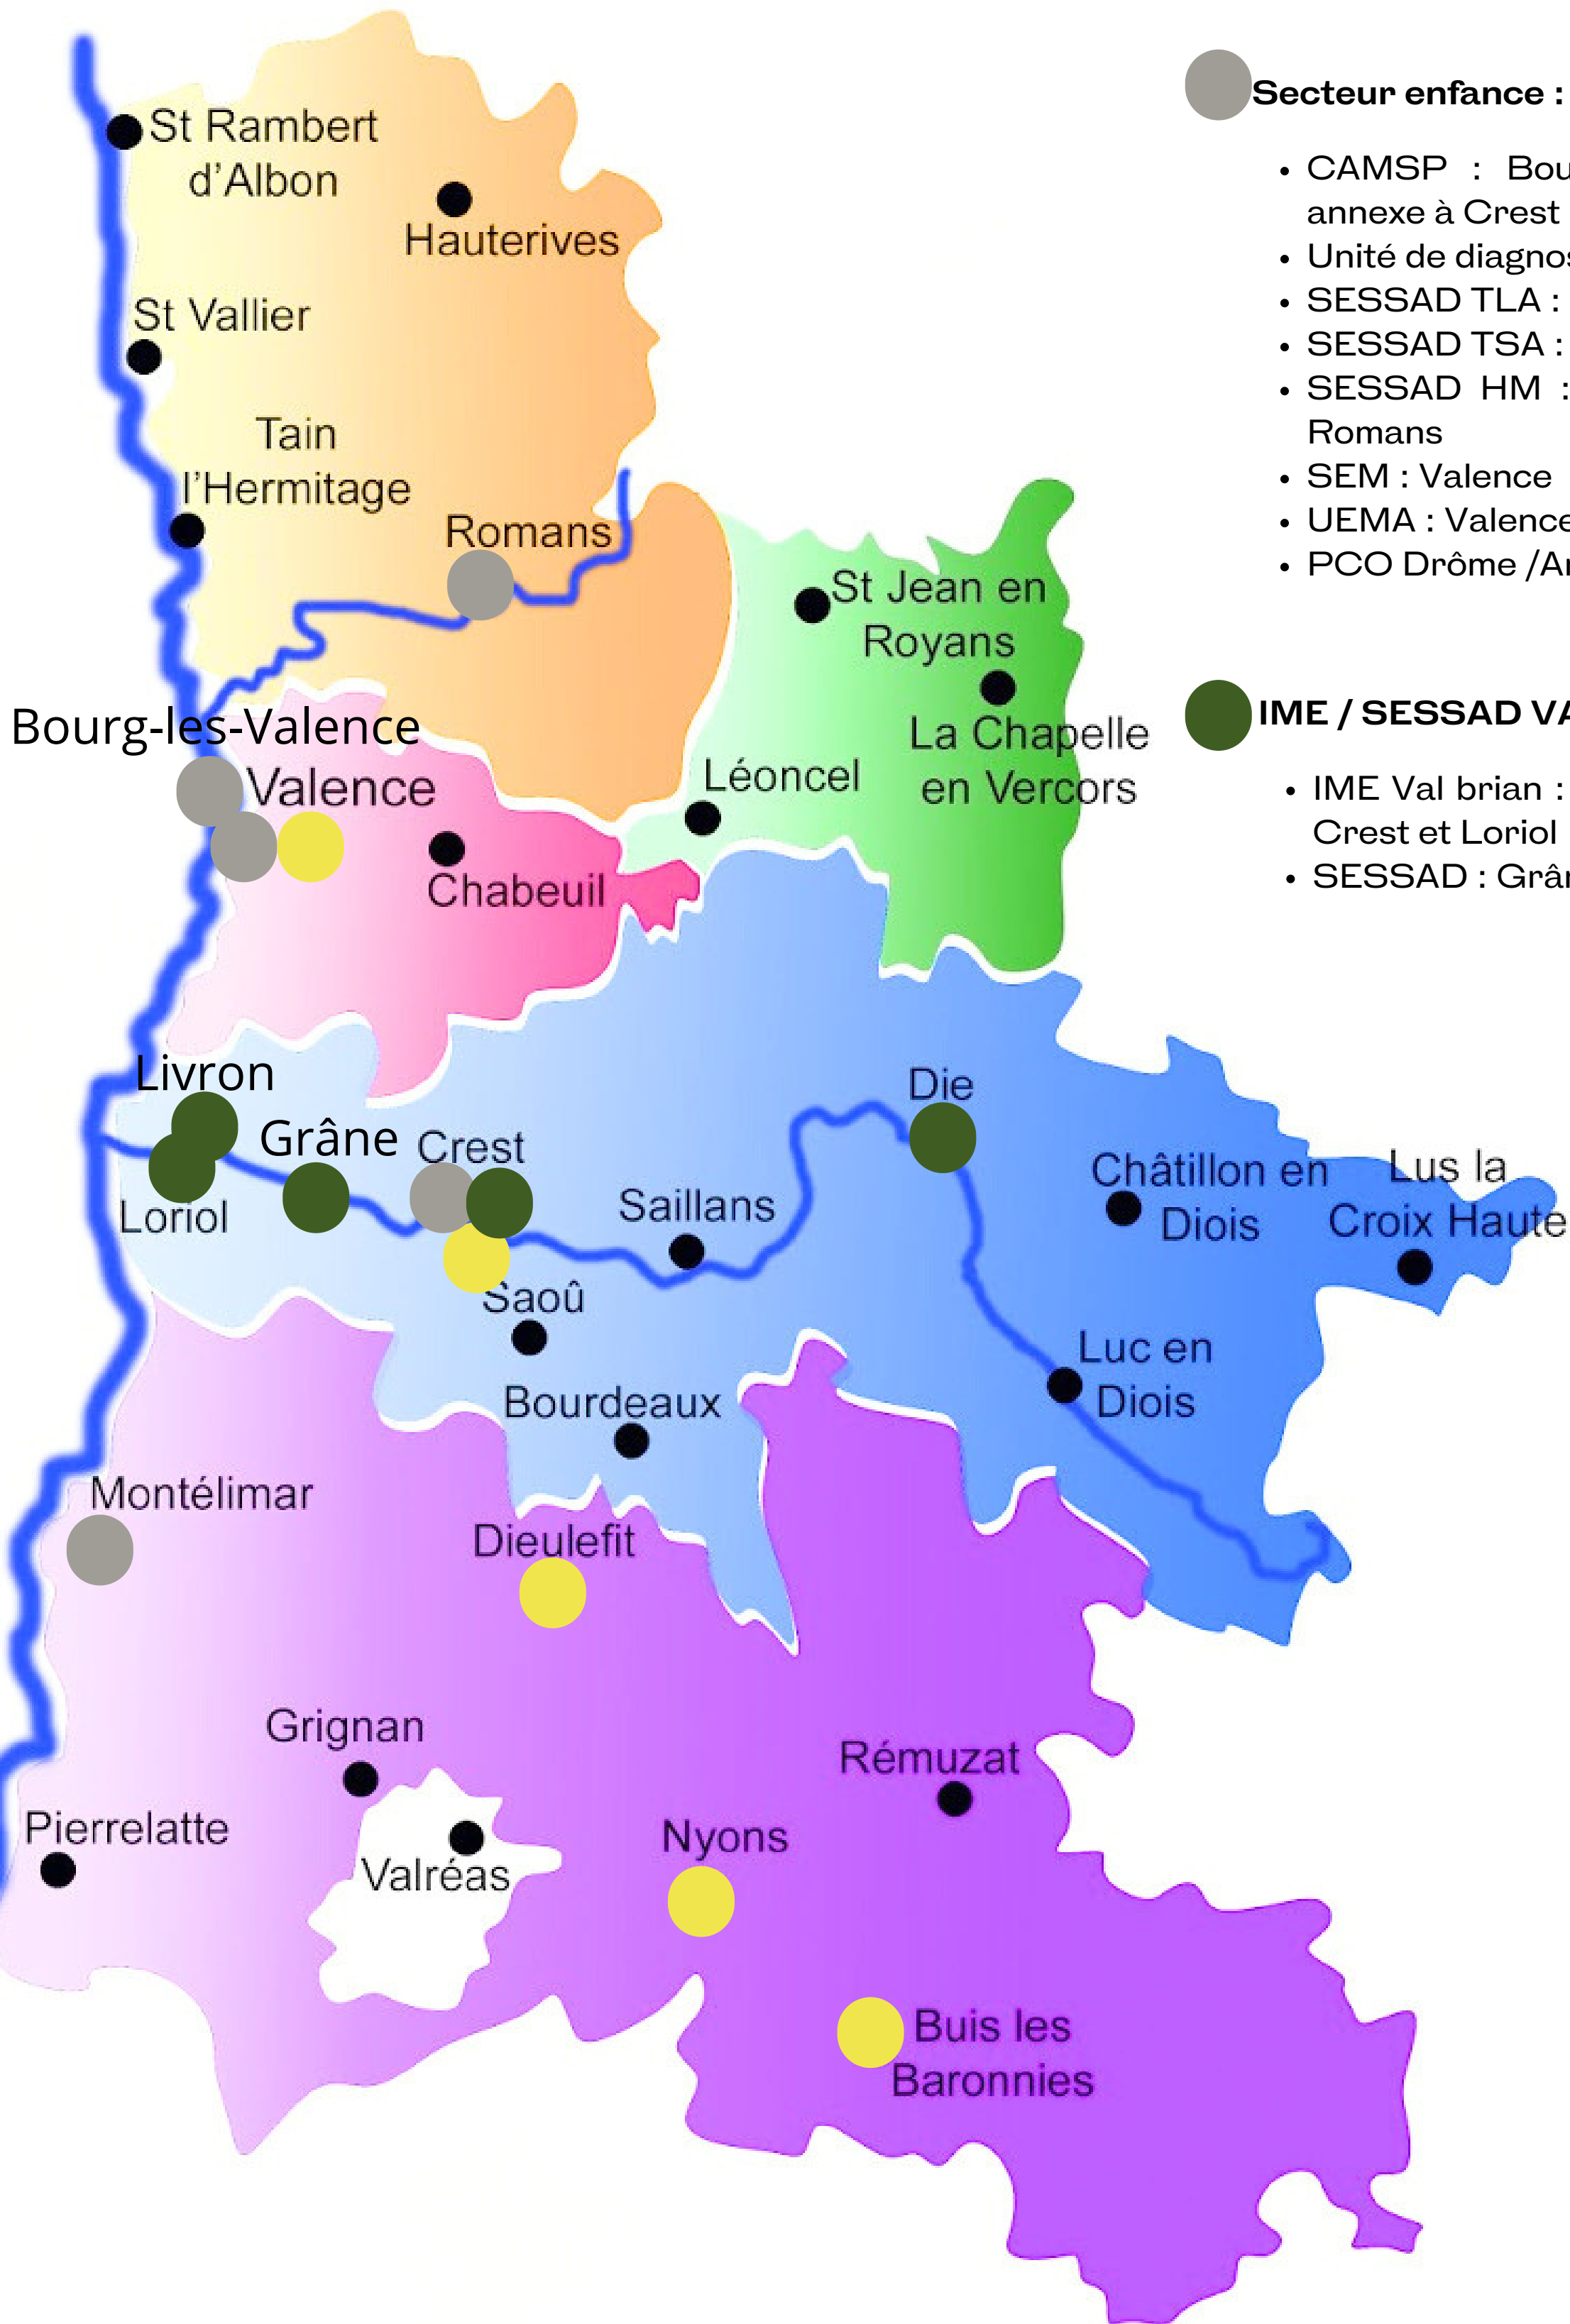 St Rambert
d'Albon
Hauterives
St Vallier
Tain
l'Hermitage
Romans
St Jean en
Royans
La Chapelle
en Vercors
Léoncel
Bourg-les-Valence
Valence
Chabeuil
Livron
Grâne
Crest
Loriol
Die
Saillans
Châtillon en
Diois
Lus la
Croix Haute
Saoû
Luc en
Diois
Bourdeaux
Montélimar
Dieulefit
Grignan
Rémuzat
Pierrelatte
Valréas
Nyons
Buis les
Baronnies
Secteur enfance :
• CAMSP : Bou
annexe à Crest
• Unité de diagnos
• SESSAD TLA :
• SESSAD TSA :
• SESSAD HM :
Romans
• SEM : Valence
• UEMA : Valence
• PCO Drôme /Ar
IME / SESSAD VA
• IME Val brian :
Crest et Loriol
• SESSAD : Grân